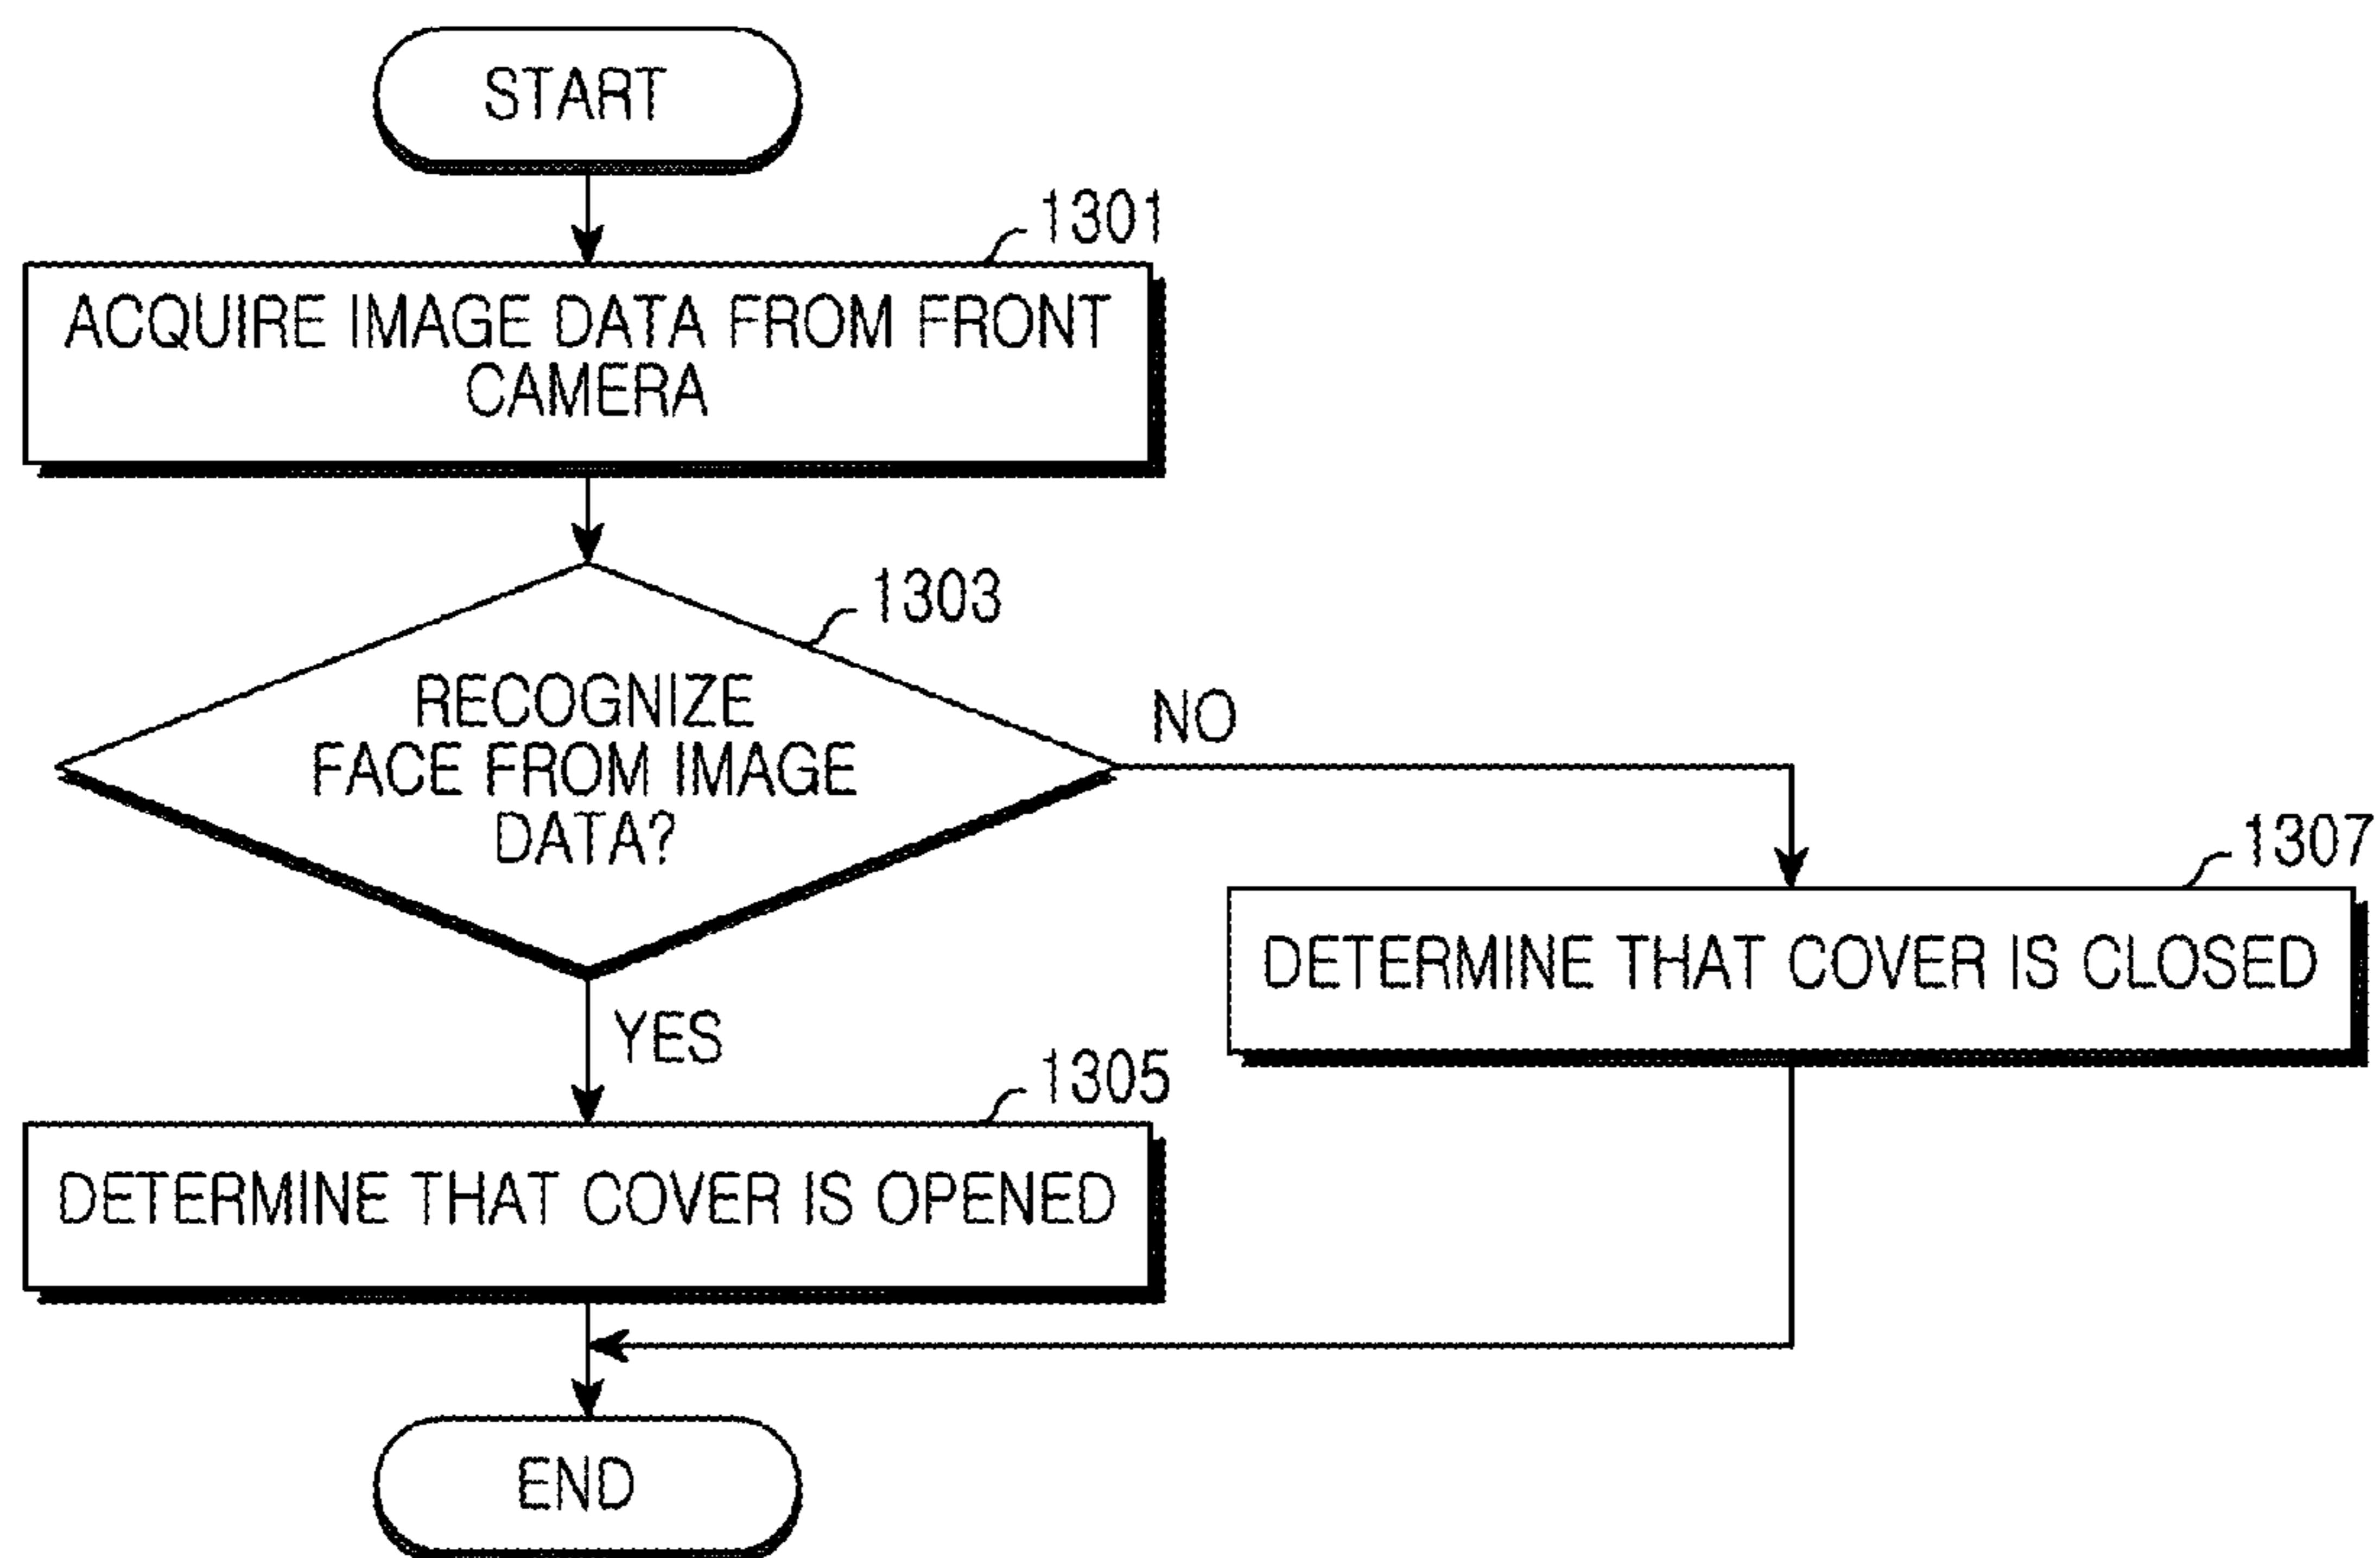 START
1301
ACQUIRE IMAGE DATA FROM FRONT
CAMERA
1303
RECOGNIZE
FACE FROM IMAGE
DATA?
NO
1307
DETERMINE THAT COVER IS CLOSED
YES
1305
DETERMINE THAT COVER IS OPENED
END